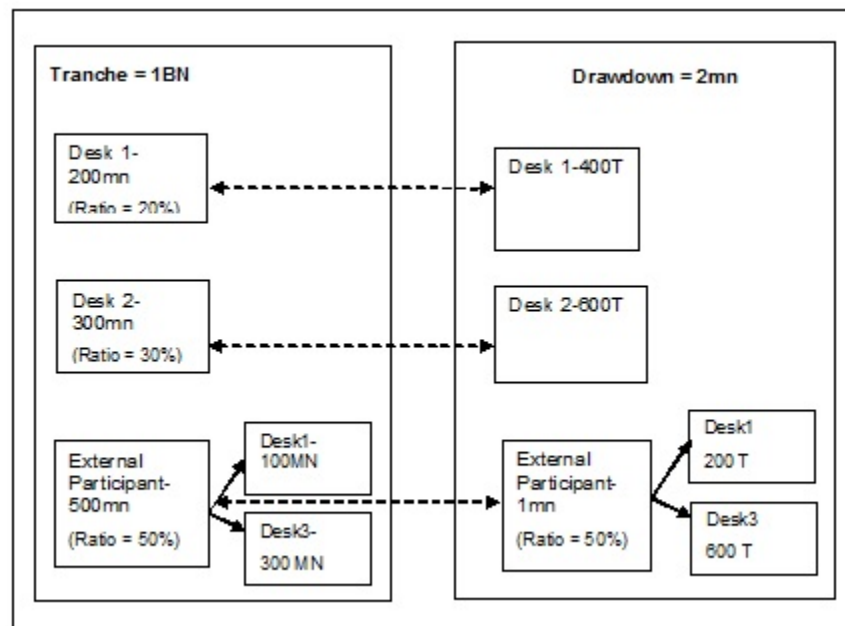 Tranche = 1BN
Desk 1-
200mn
(Ratio = 20%)
Desk 2-
300mn
(Ratio = 30%)
External
Participant-
500mn
(Ratio = 50%)
Desk1-
100MN
Desk3-
300 MN
Drawdown = 2mn
Desk 1-400T
Desk 2-600T
External
Participant-
1mn
(Ratio = 50%)
Desk1
200 T
Desk3
600 T